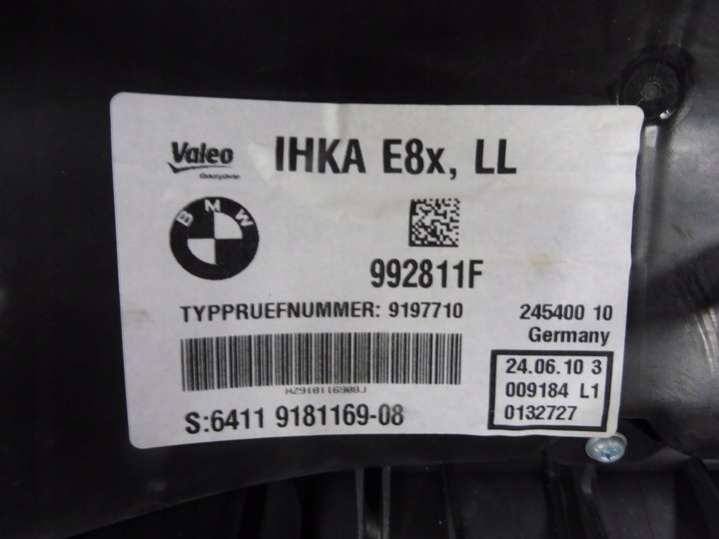 Valeo
IHKA E8x, LL
BMW
992811F
TYPPRUEFNUMMER: 9197710
245400 10
Germany
S:6411 9181169-08
24.06.10 3
009184 L1
0132727